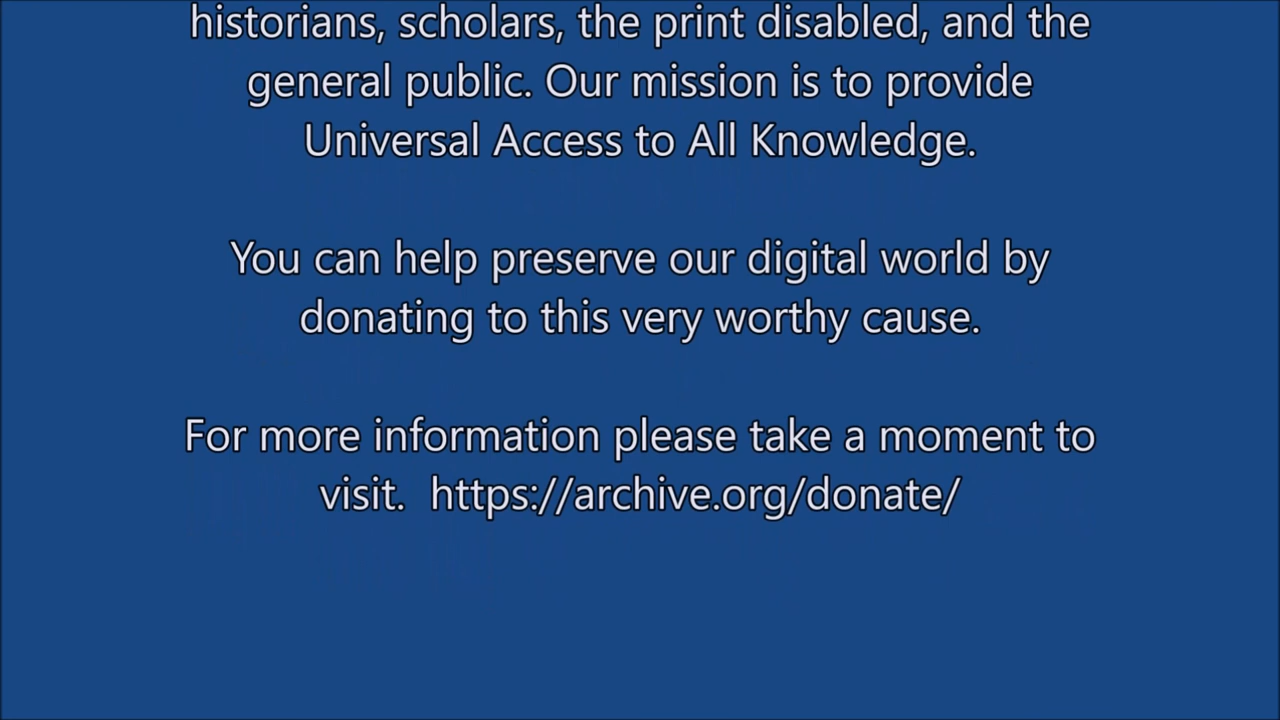 historians, scholars, the print disabled, and the
general public. Our mission is to provide
Universal Access to All Knowledge.
You can help preserve our digital world by
donating to this very worthy cause.
For more information please take a moment to
visit.  https://archive.org/donate/